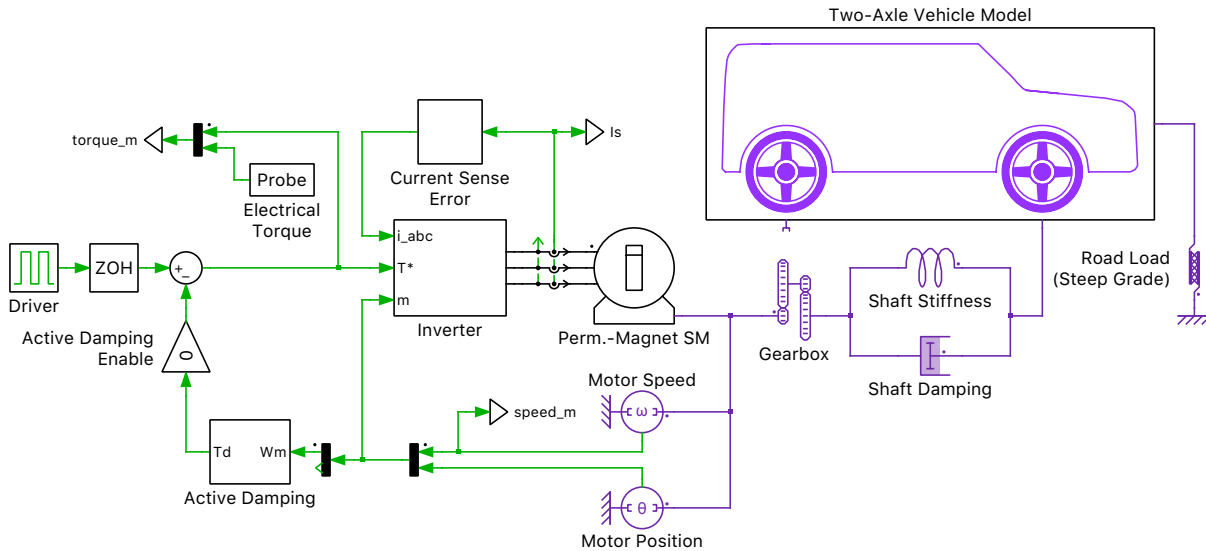 Two-Axle Vehicle Model
torque_m
Probe
Electrical
Torque
Current Sense
Error
Is
i_abc
T*
m
Inverter
Perm.-Magnet SM
Driver
ZOH
+
−
Active Damping
Enable
0
Td
Wm
Active Damping
speed_m
Motor Speed
ω
θ
Motor Position
Gearbox
Shaft Stiffness
Shaft Damping
Road Load
(Steep Grade)